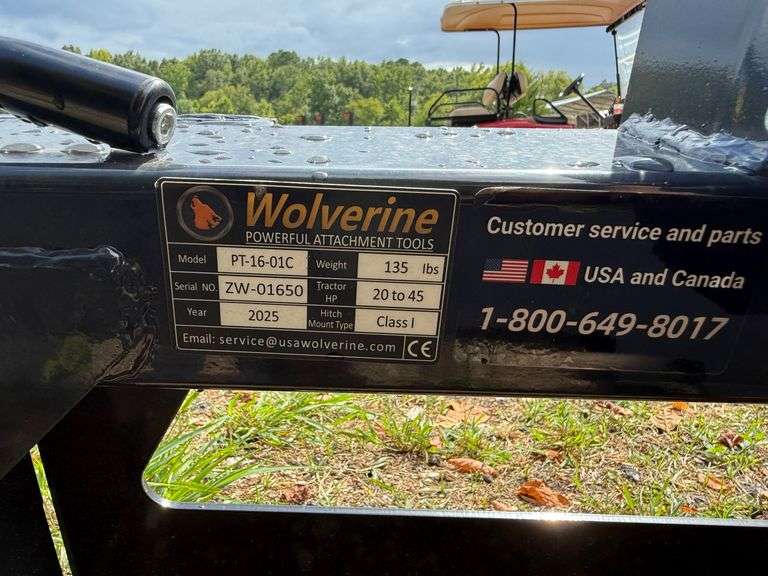 Wolverine
POWERFUL ATTACHMENT TOOLS
Model PT-16-01C Weight 135 lbs
Serial NO. ZW-01650 Tractor HP 20 to 45
Year 2025 Hitch Mount Type Class I
Email: service@usawolverine.com CE
Customer service and parts
USA and Canada
1-800-649-8017